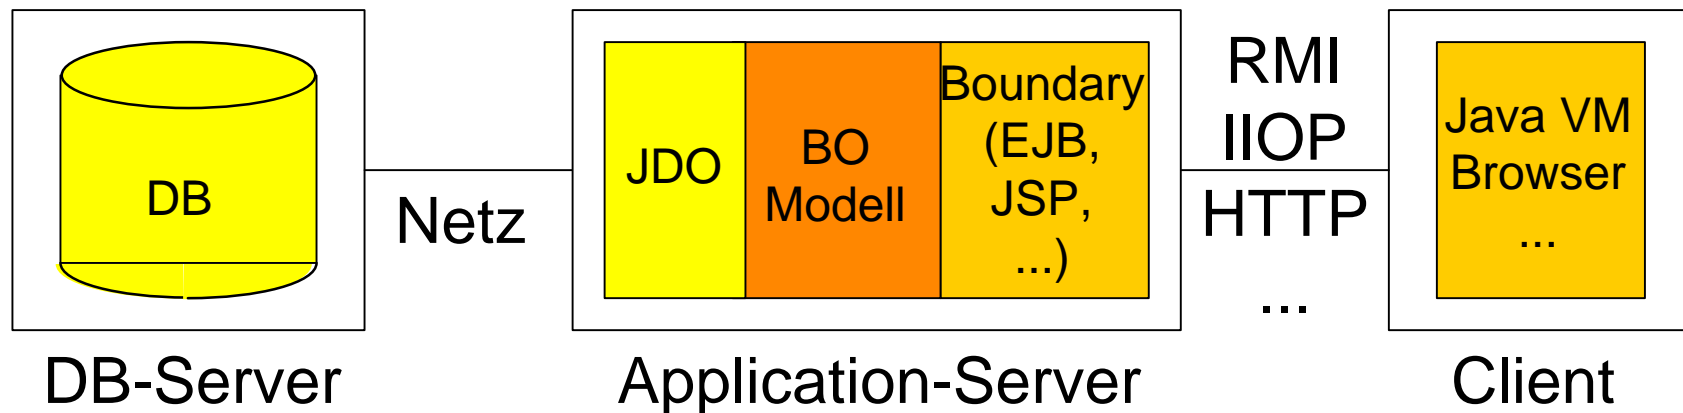 DB
DB-Server
Netz
JDO
BO
Modell
Boundary
(EJB,
JSP,
...)
Application-Server
RMI
IIOP
HTTP
...
Java VM
Browser
...
Client